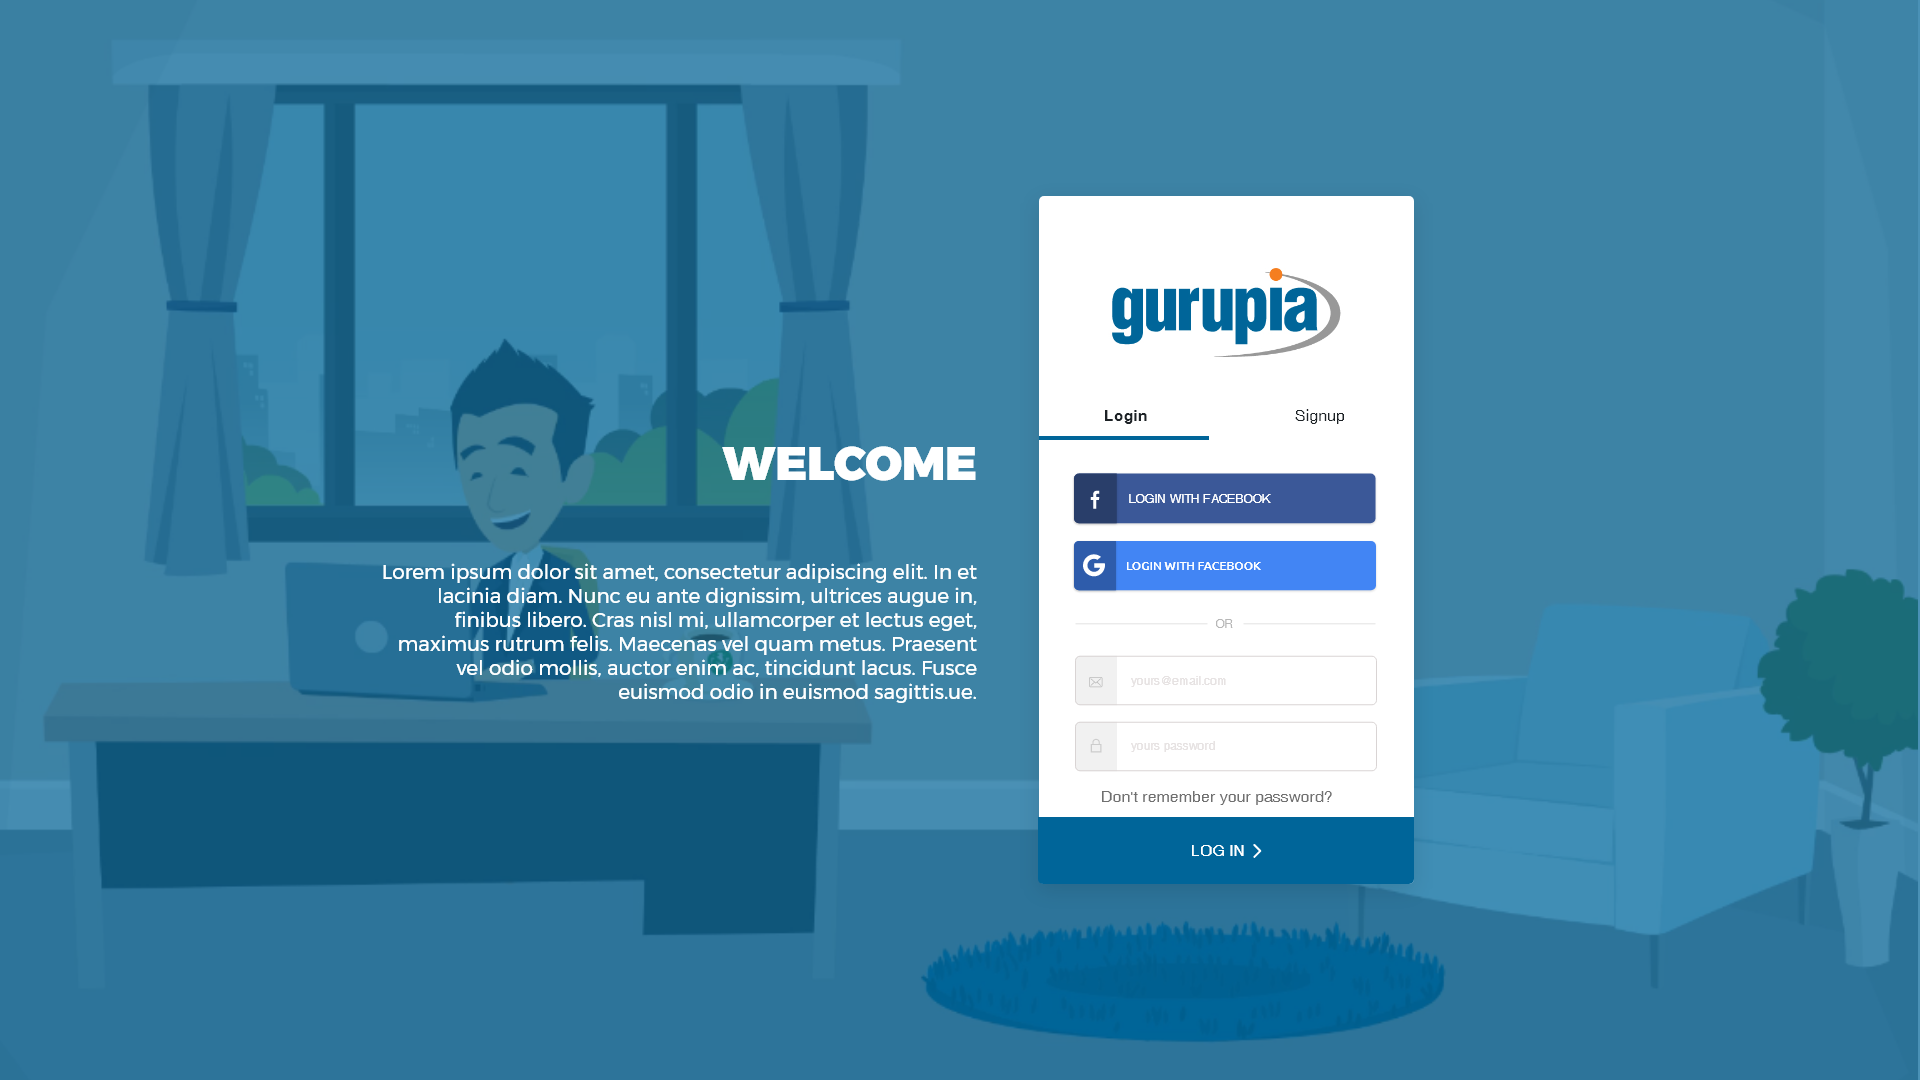 WELCOME
Lorem ipsum dolor sit amet, consectetur adipiscing elit. In et
lacinia diam. Nunc eu ante dignissim, ultrices augue in,
finibus libero. Cras nisl mi, ullamcorper et lectus eget,
maximus rutrum felis. Maecenas vel quam metus. Praesent
vel odio mollis, auctor enim ac, tincidunt lacus. Fusce
euismod odio in euismod sagittis.ue.
gurupia
Login
Signup
LOGIN WITH FACEBOOK
LOGIN WITH FACEBOOK
OR
yours@email.com
yours password
Don't remember your password?
LOG IN